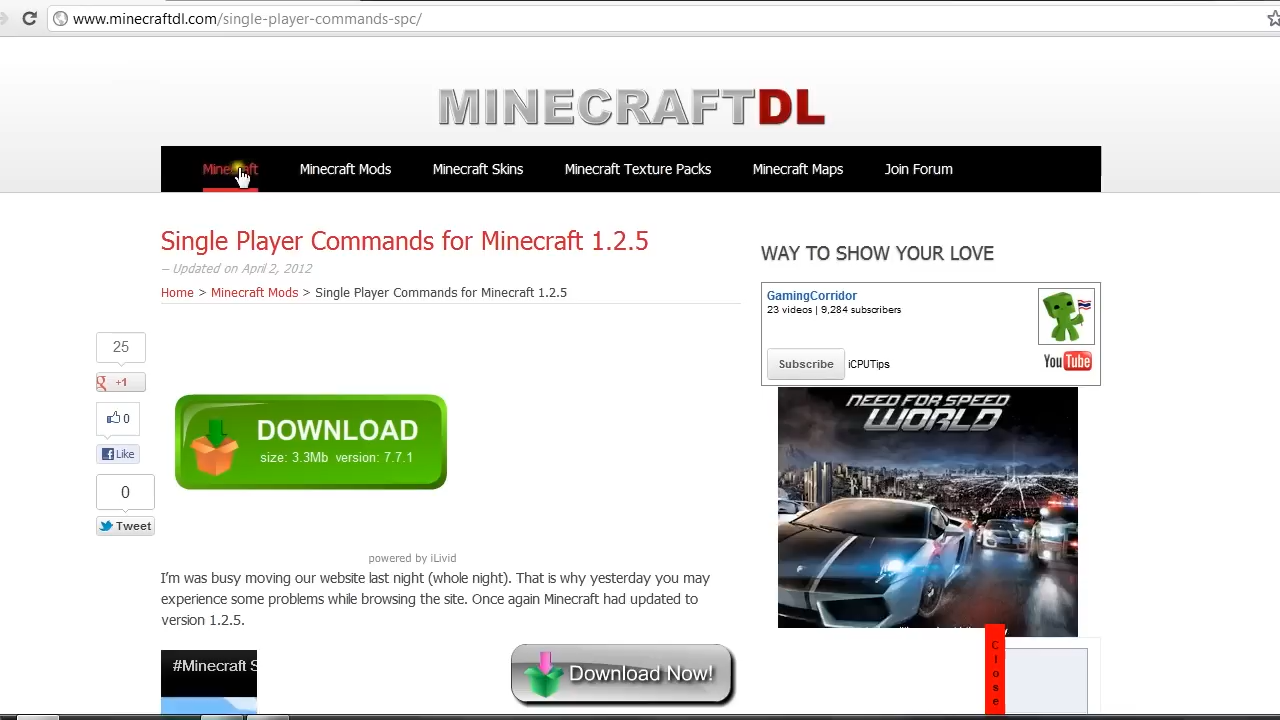 www.minecraftdl.com/single-player-commands-spc/
MINECRAFTDL
Minecraft Minecraft Mods Minecraft Skins Minecraft Texture Packs Minecraft Maps Join Forum
Single Player Commands for Minecraft 1.2.5
– Updated on April 2, 2012
Home > Minecraft Mods > Single Player Commands for Minecraft 1.2.5
25
+1
0
Like
0
Tweet
DOWNLOAD
size: 3.3Mb version: 7.7.1
powered by iLivid
I'm was busy moving our website last night (whole night). That is why yesterday you may
experience some problems while browsing the site. Once again Minecraft had updated to
version 1.2.5.
#Minecraft S
Download Now!
WAY TO SHOW YOUR LOVE
GamingCorridor
23 videos | 9,284 subscribers
Subscribe iCPUTips
YouTube
NEED FOR SPEED
WORLD
Close